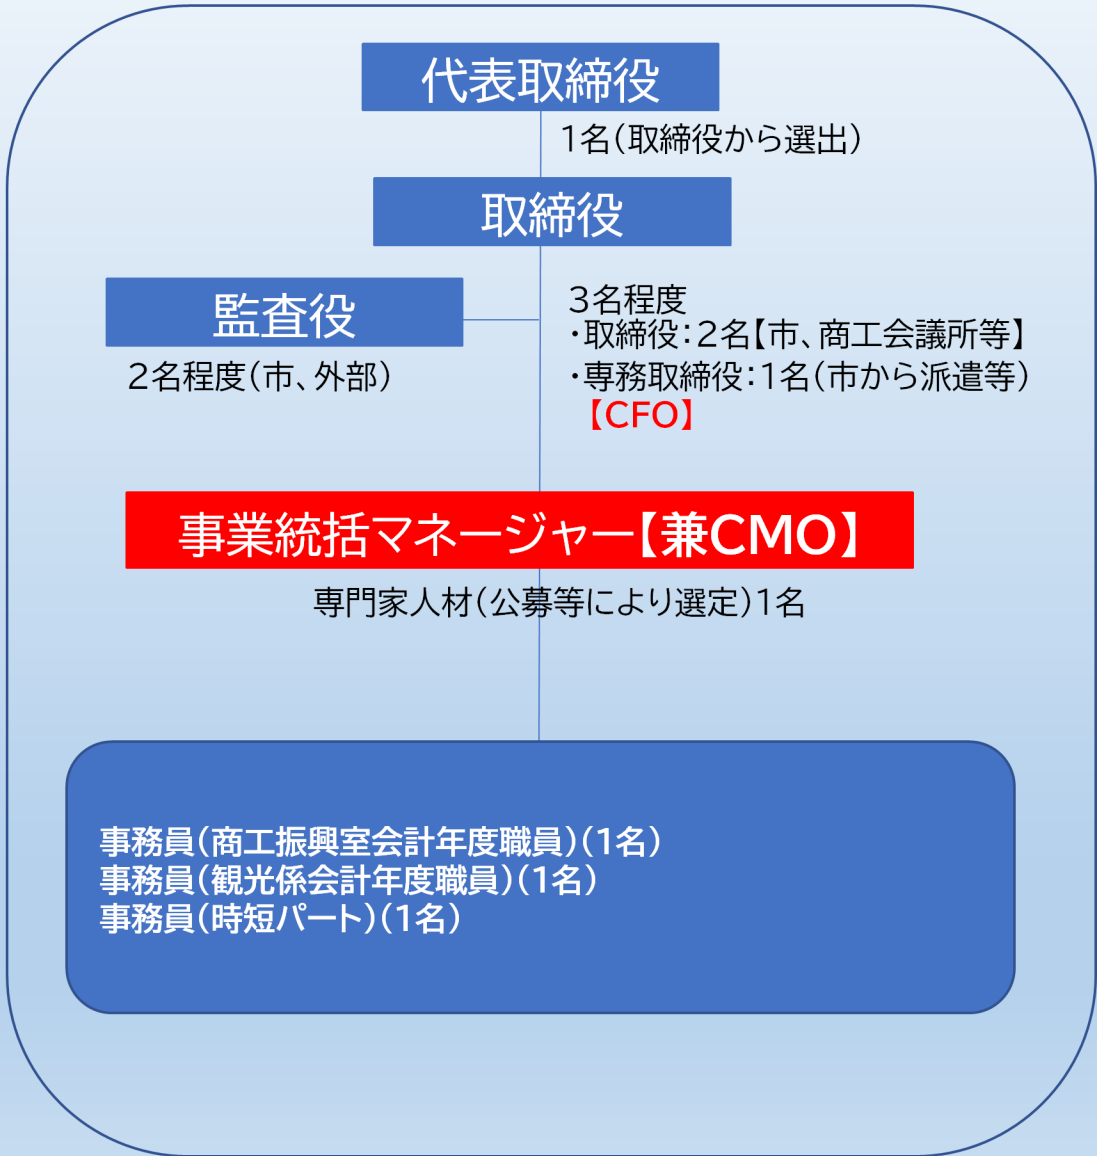 代表取締役
1名(取締役から選出)
取締役
監査役
2名程度(市、外部)
3名程度
・取締役:2名【市、商工会議所等】
・専務取締役:1名(市から派遣等)
【CFO】
事業統括マネージャー【兼CMO】
専門家人材(公募等により選定)1名
事務員(商工振興室会計年度職員)(1名)
事務員(観光係会計年度職員)(1名)
事務員(時短パート)(1名)